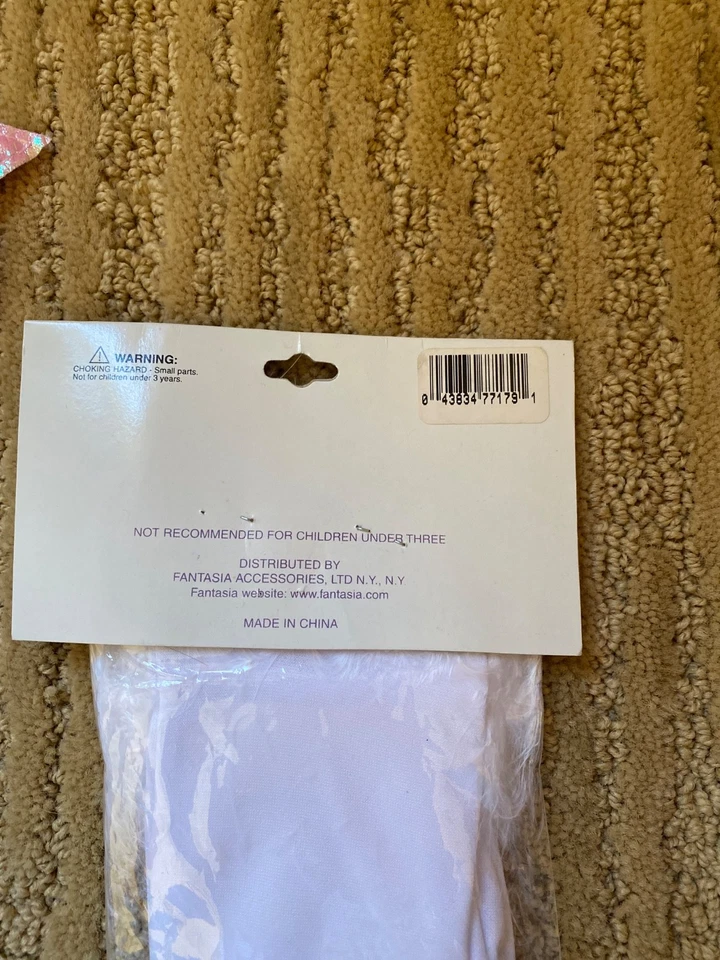 ⚠ WARNING:
CHOKING HAZARD - Small parts.
Not for children under 3 years.
0 43834 77179 1
NOT RECOMMENDED FOR CHILDREN UNDER THREE
DISTRIBUTED BY
FANTASIA ACCESSORIES, LTD N.Y., N.Y
Fantasia website: www.fantasia.com
MADE IN CHINA